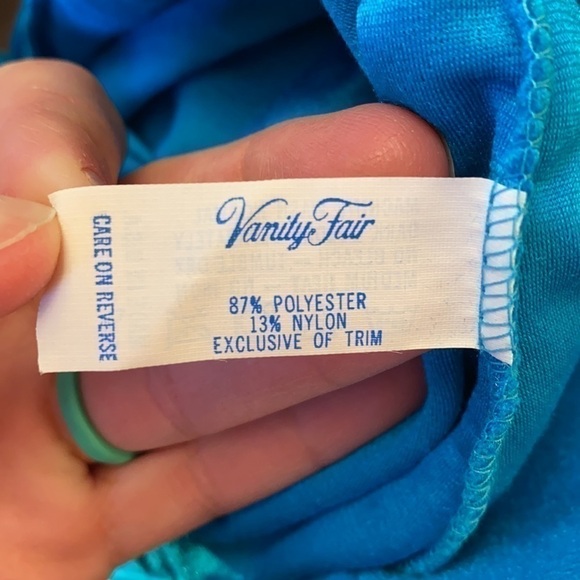 Vanity Fair
87% POLYESTER
13% NYLON
EXCLUSIVE OF TRIM
CARE ON REVERSE